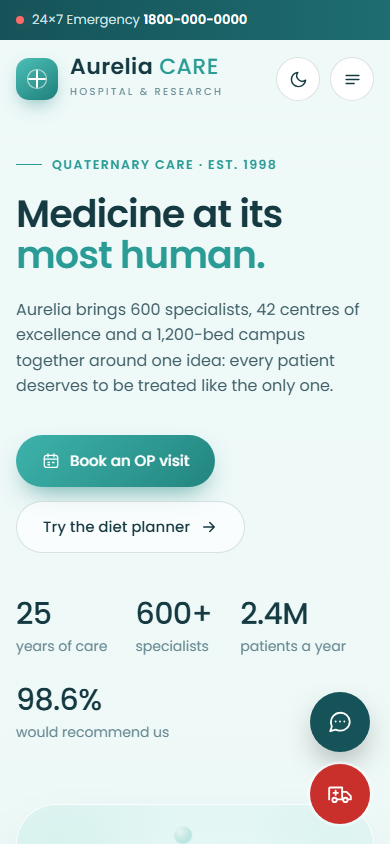 24×7 Emergency 1800-000-0000
Aurelia CARE
HOSPITAL & RESEARCH
QUATERNARY CARE · EST. 1998
Medicine at its
most human.
Aurelia brings 600 specialists, 42 centres of
excellence and a 1,200-bed campus
together around one idea: every patient
deserves to be treated like the only one.
Book an OP visit
Try the diet planner →
25 600+ 2.4M
years of care specialists patients a year
98.6%
would recommend us